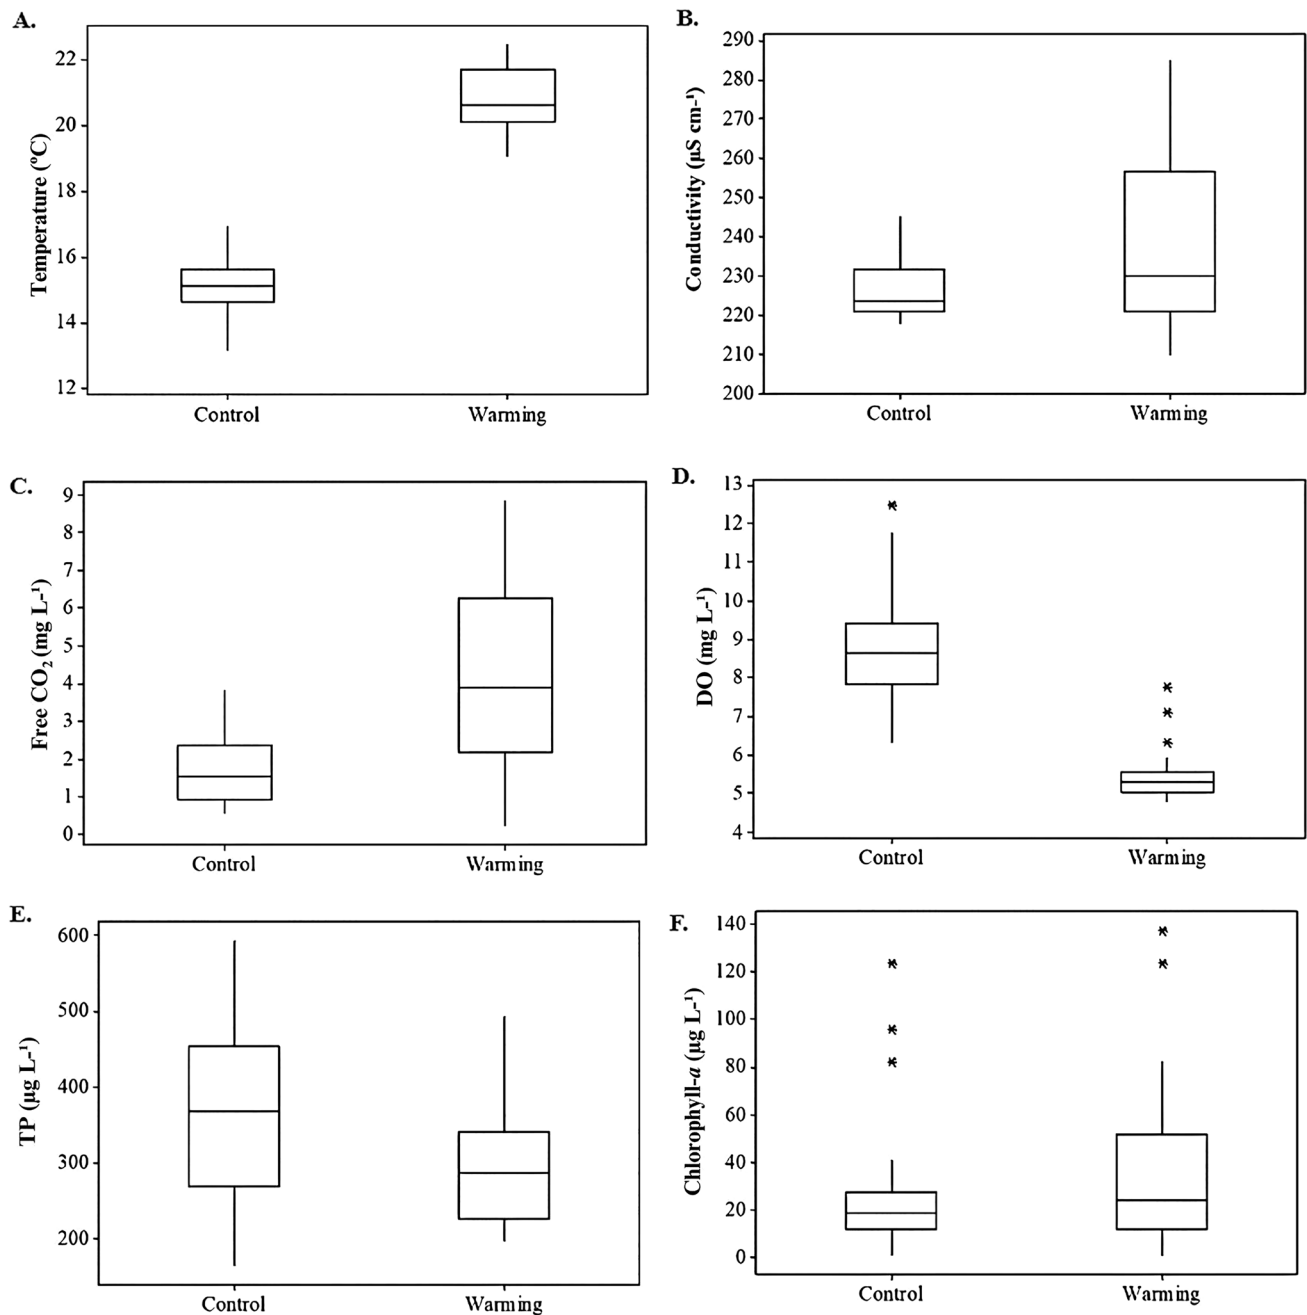 A.
Temperature (ºC)
22
20
18
16
14
12
Control Warming
B.
Conductivity (µS cm-¹)
290
280
270
260
250
240
230
220
210
200
Control Warming
C.
Free CO₂ (mg L-¹)
9
8
7
6
5
4
3
2
1
0
Control Warming
D.
DO (mg L-¹)
13
12
11
10
9
8
7
6
5
4
Control Warming
E.
TP (µg L-¹)
600
500
400
300
200
Control Warming
F.
Chlorophyll-a (µg L-¹)
140
120
100
80
60
40
20
0
Control Warming